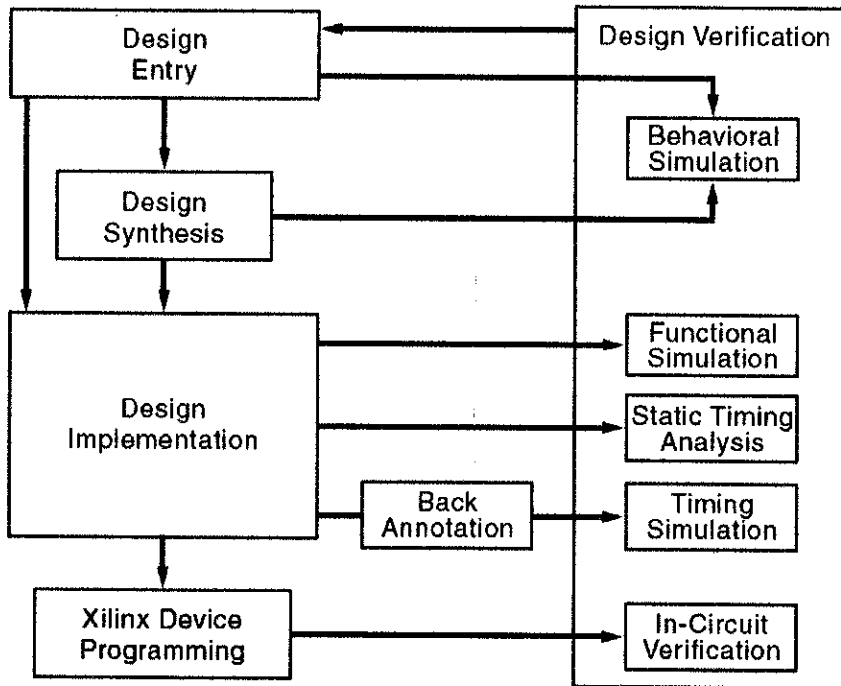 Design
Entry
Design Verification
Behavioral
Simulation
Design
Synthesis
Functional
Simulation
Design
Implementation
Static Timing
Analysis
Back
Annotation
Timing
Simulation
Xilinx Device
Programming
In-Circuit
Verification